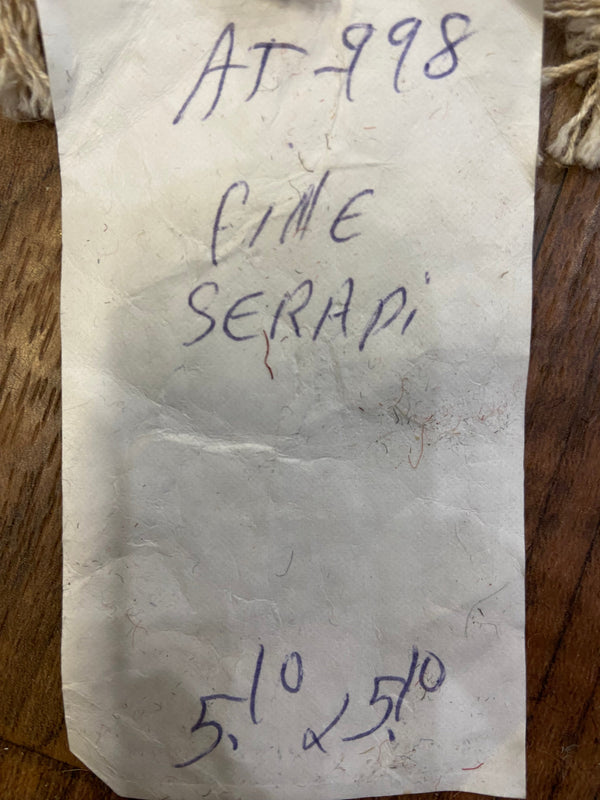 AT-998
FINE
SERAPi
5.10 x 5.10